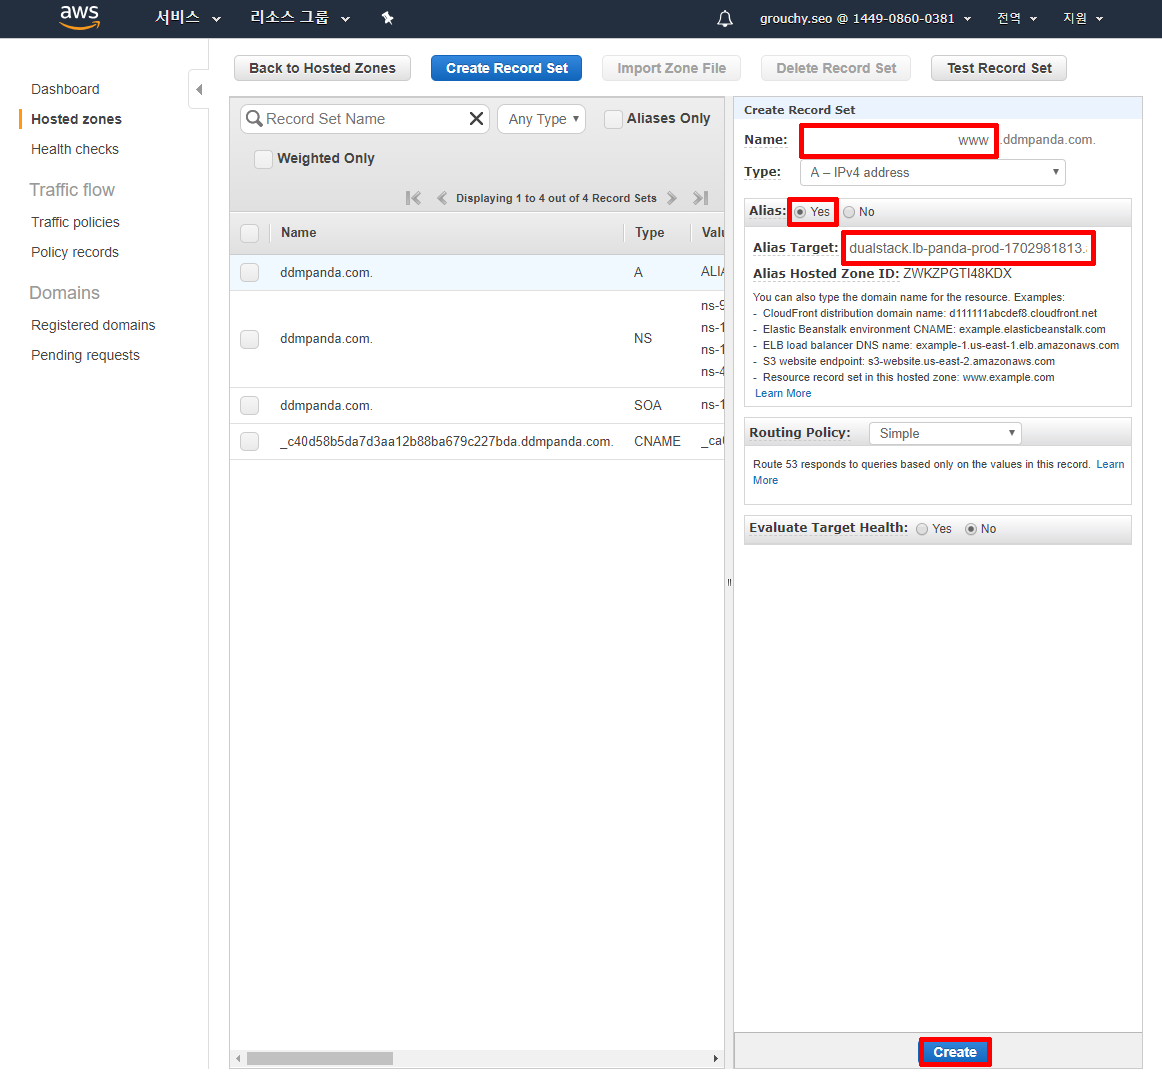 aws 서비스 리소스 그룹 grouchy.seo @ 1449-0860-0381 전역 지원
Dashboard
Hosted zones
Health checks
Traffic flow
Traffic policies
Policy records
Domains
Registered domains
Pending requests
Back to Hosted Zones Create Record Set Import Zone File Delete Record Set Test Record Set
Record Set Name Any Type Aliases Only
Weighted Only
Displaying 1 to 4 out of 4 Record Sets
Name Type Valu
ddmpanda.com. A ALIA
ddmpanda.com. NS ns-9
ns-1
ns-1
ns-4
ddmpanda.com. SOA ns-1
_c40d58b5da7d3aa12b88ba679c227bda.ddmpanda.com. CNAME _ca
Create Record Set
Name: www .ddmpanda.com.
Type: A – IPv4 address
Alias: Yes No
Alias Target: dualstack.lb-panda-prod-1702981813.
Alias Hosted Zone ID: ZWKZPGTI48KDX
You can also type the domain name for the resource. Examples:
- CloudFront distribution domain name: d111111abcdef8.cloudfront.net
- Elastic Beanstalk environment CNAME: example.elasticbeanstalk.com
- ELB load balancer DNS name: example-1.us-east-1.elb.amazonaws.com
- S3 website endpoint: s3-website.us-east-2.amazonaws.com
- Resource record set in this hosted zone: www.example.com
Learn More
Routing Policy: Simple
Route 53 responds to queries based only on the values in this record. Learn
More
Evaluate Target Health: Yes No
Create